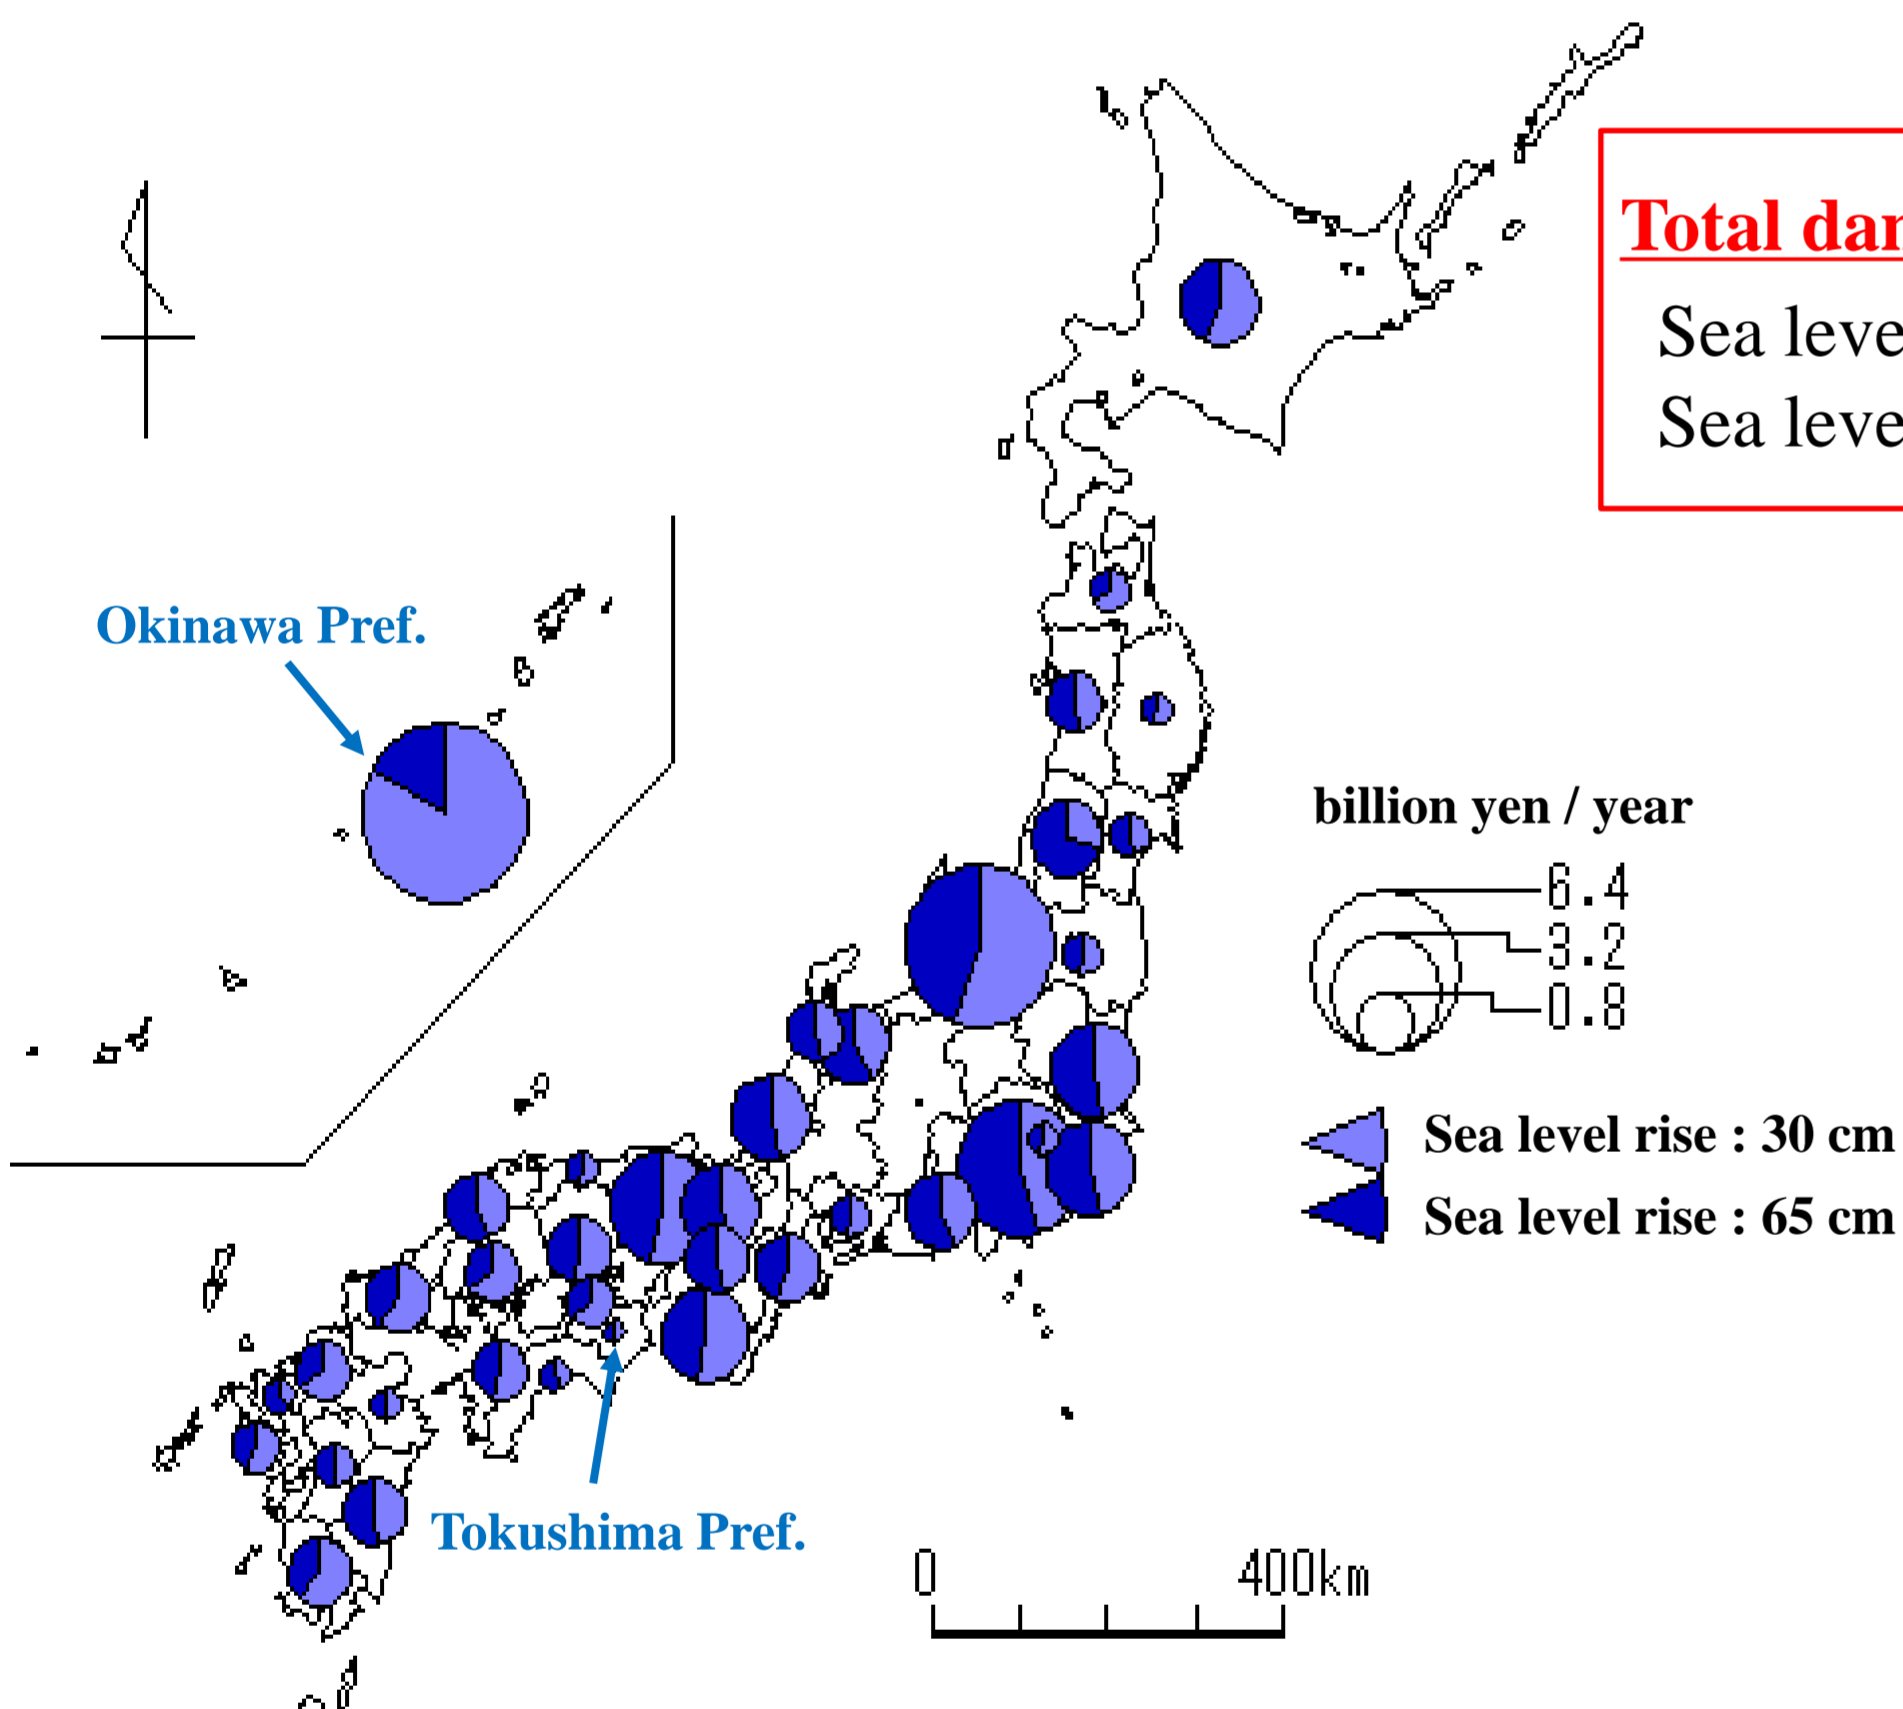 Total dar
Sea leve
Sea leve
Okinawa Pref.
billion yen / year
6.4
3.2
0.8
Sea level rise : 30 cm
Sea level rise : 65 cm
Tokushima Pref.
0 400km